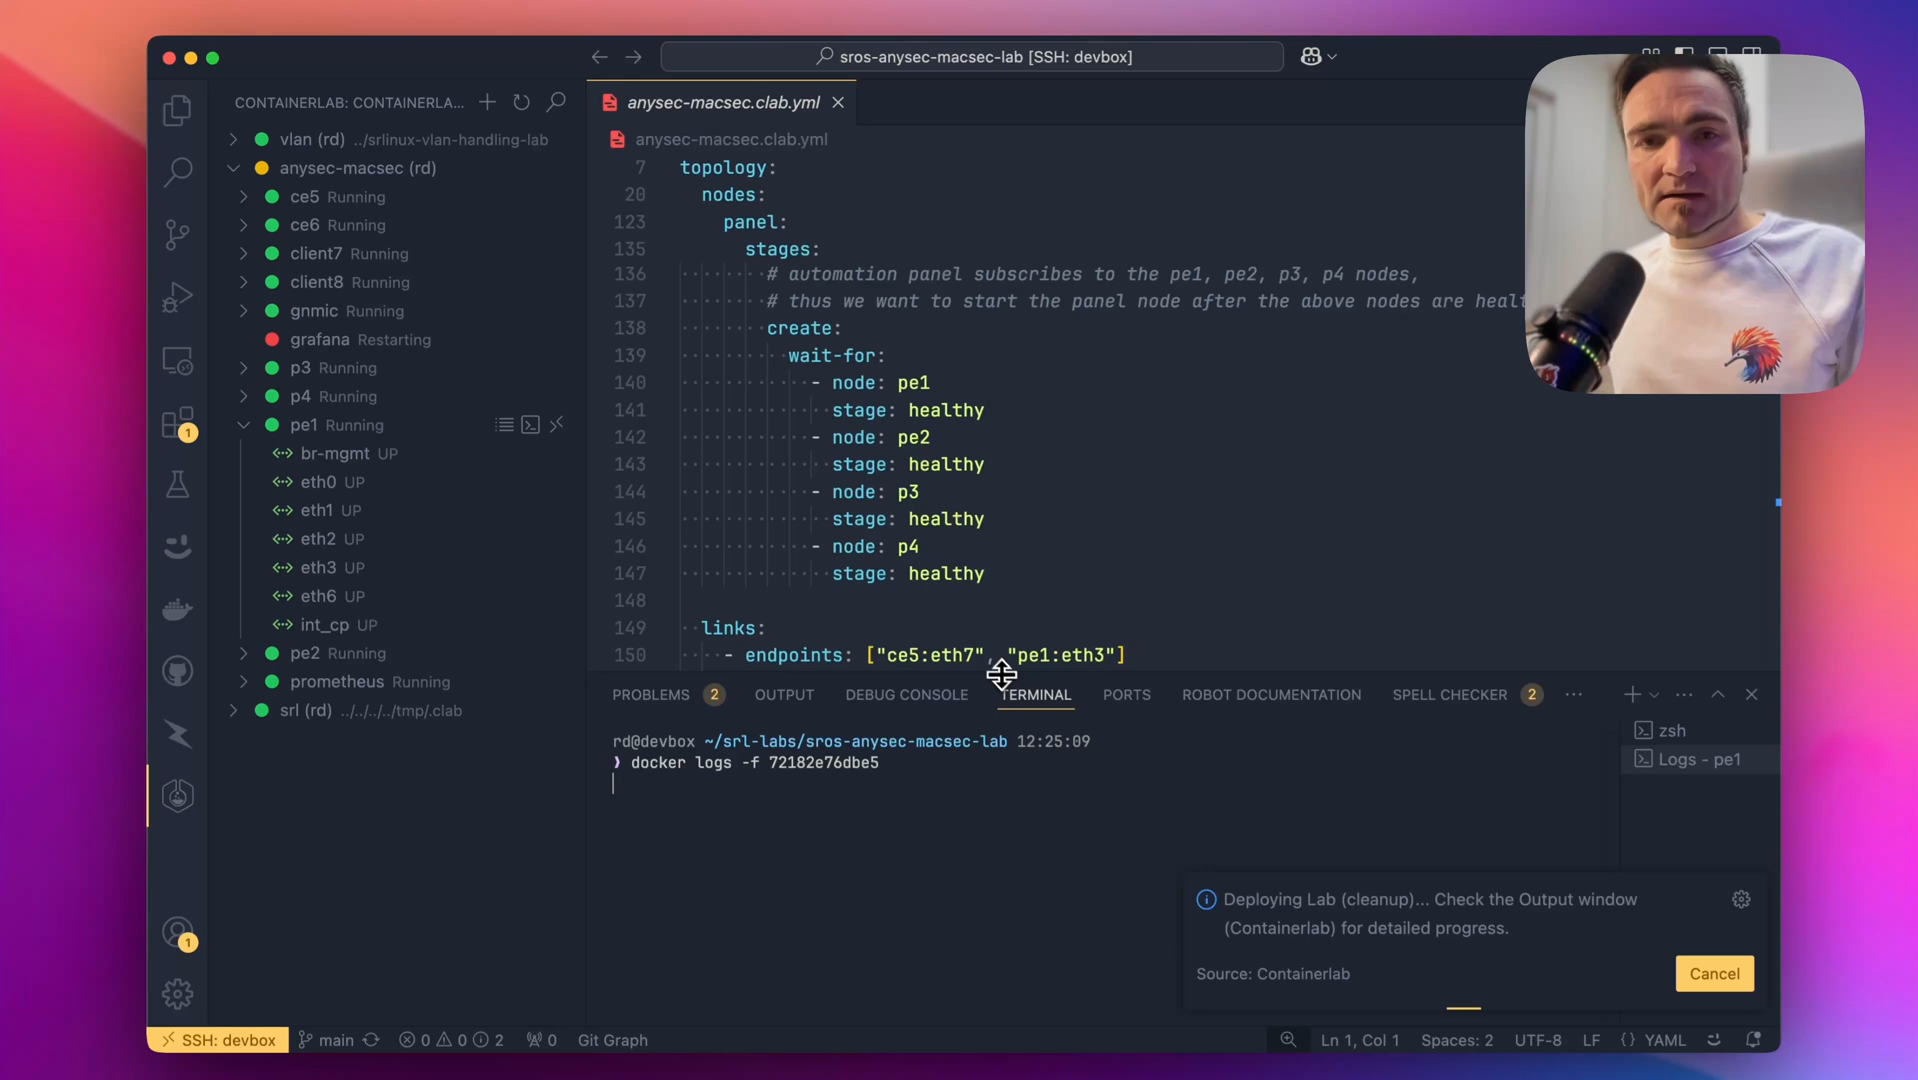 sros-anysec-macsec-lab [SSH: devbox]
CONTAINERLAB: CONTAINERLA...
vlan (rd) ../srlinux-vlan-handling-lab
anysec-macsec (rd)
ce5 Running
ce6 Running
client7 Running
client8 Running
gnmic Running
grafana Restarting
p3 Running
p4 Running
pe1 Running
br-mgmt UP
eth0 UP
eth1 UP
eth2 UP
eth3 UP
eth6 UP
int_cp UP
pe2 Running
prometheus Running
srl (rd) ../../../../tmp/.clab
1
1
anysec-macsec.clab.yml
anysec-macsec.clab.yml
7 topology:
20 nodes:
123 panel:
135 stages:
136 # automation panel subscribes to the pe1, pe2, p3, p4 nodes,
137 # thus we want to start the panel node after the above nodes are healt
138 create:
139 wait-for:
140 - node: pe1
141 stage: healthy
142 - node: pe2
143 stage: healthy
144 - node: p3
145 stage: healthy
146 - node: p4
147 stage: healthy
148
149 links:
150 - endpoints: ["ce5:eth7", "pe1:eth3"]
PROBLEMS 2 OUTPUT DEBUG CONSOLE TERMINAL PORTS ROBOT DOCUMENTATION SPELL CHECKER 2 ...
rd@devbox ~/srl-labs/sros-anysec-macsec-lab 12:25:09
❯ docker logs -f 72182e76dbe5
zsh
Logs - pe1
Deploying Lab (cleanup)... Check the Output window
(Containerlab) for detailed progress.
Source: Containerlab
Cancel
SSH: devbox main 0 0 2 0 Git Graph Ln 1, Col 1 Spaces: 2 UTF-8 LF {} YAML